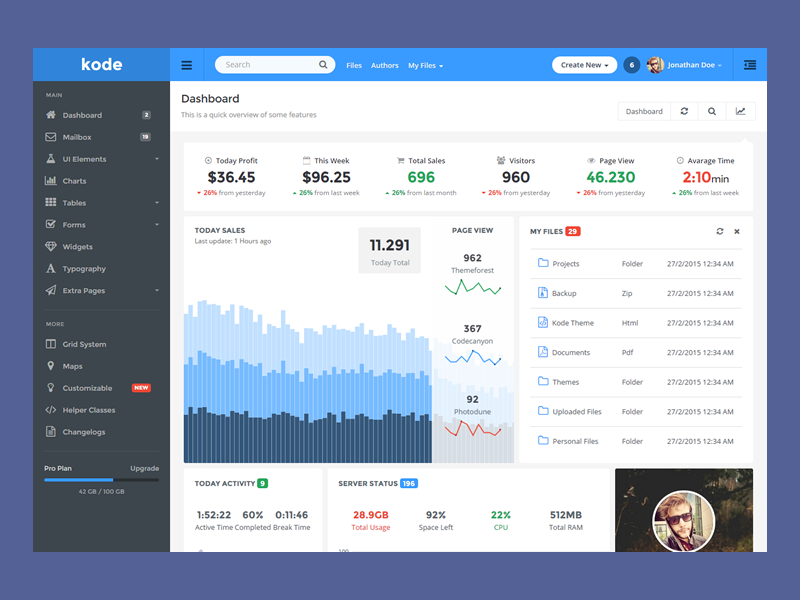 kode
Search
Files Authors My Files
Create New
6
Jonathan Doe
MAIN
Dashboard 2
Mailbox 19
UI Elements
Charts
Tables
Forms
Widgets
Typography
Extra Pages
MORE
Grid System
Maps
Customizable NEW
Helper Classes
Changelogs
Pro Plan Upgrade
42 GB / 100 GB
Dashboard
This is a quick overview of some features
Dashboard
Today Profit
$36.45
26% from yesterday
This Week
$96.25
26% from last week
Total Sales
696
26% from last month
Visitors
960
26% from yesterday
Page View
46.230
26% from yesterday
Avarage Time
2:10min
26% from last week
TODAY SALES
Last update: 1 Hours ago
11.291
Today Total
PAGE VIEW
962
Themeforest
367
Codecanyon
92
Photodune
MY FILES 29
Projects Folder 27/2/2015 12:34 AM
Backup Zip 27/2/2015 12:34 AM
Kode Theme Html 27/2/2015 12:34 AM
Documents Pdf 27/2/2015 12:34 AM
Themes Folder 27/2/2015 12:34 AM
Uploaded Files Folder 27/2/2015 12:34 AM
Personal Files Folder 27/2/2015 12:34 AM
TODAY ACTIVITY 9
1:52:22 60% 0:11:46
Active Time Completed Break Time
SERVER STATUS 196
28.9GB 92% 22% 512MB
Total Usage Space Left CPU Total RAM
100